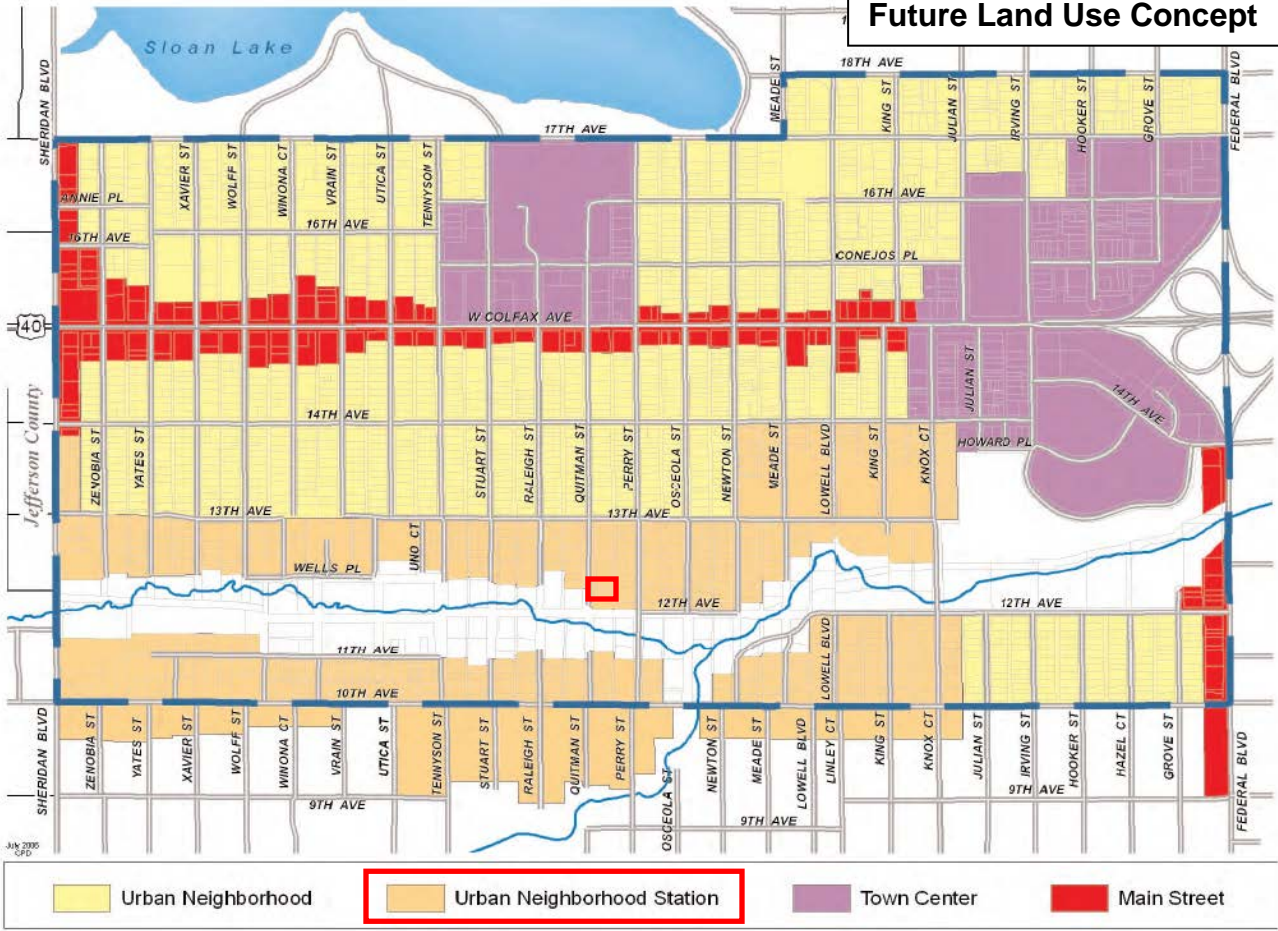 Future Land Use Concept
Sloan Lake
SHERIDAN BLVD
MEADE ST
18TH AVE
KING ST
JULIAN ST
IRVING ST
HOOKER ST
GROVE ST
FEDERAL BLVD
17TH AVE
ANNIE PL
XAVIER ST
WOLFF ST
WINONA CT
VRAIN ST
UTICA ST
TENNYSON ST
16TH AVE
16TH AVE
16TH AVE
CONEJOS PL
40
W COLFAX AVE
Jefferson County
JULIAN ST
14TH AVE
14TH AVE
HOWARD PL
ZENOBIA ST
YATES ST
STUART ST
RALEIGH ST
QUITMAN ST
PERRY ST
OSCEOLA ST
NEWTON ST
MEADE ST
LOWELL BLVD
KING ST
KNOX CT
13TH AVE
13TH AVE
UNO CT
WELLS PL
12TH AVE
12TH AVE
11TH AVE
LOWELL BLVD
10TH AVE
SHERIDAN BLVD
ZENOBIA ST
YATES ST
XAVIER ST
WOLFF ST
WINONA CT
VRAIN ST
UTICA ST
TENNYSON ST
STUART ST
RALEIGH ST
QUITMAN ST
PERRY ST
OSCEOLA ST
NEWTON ST
MEADE ST
LOWELL BLVD
LINLEY CT
KING ST
KNOX CT
JULIAN ST
IRVING ST
HOOKER ST
HAZEL CT
GROVE ST
FEDERAL BLVD
9TH AVE
9TH AVE
9TH AVE
CPD
Urban Neighborhood
Urban Neighborhood Station
Town Center
Main Street